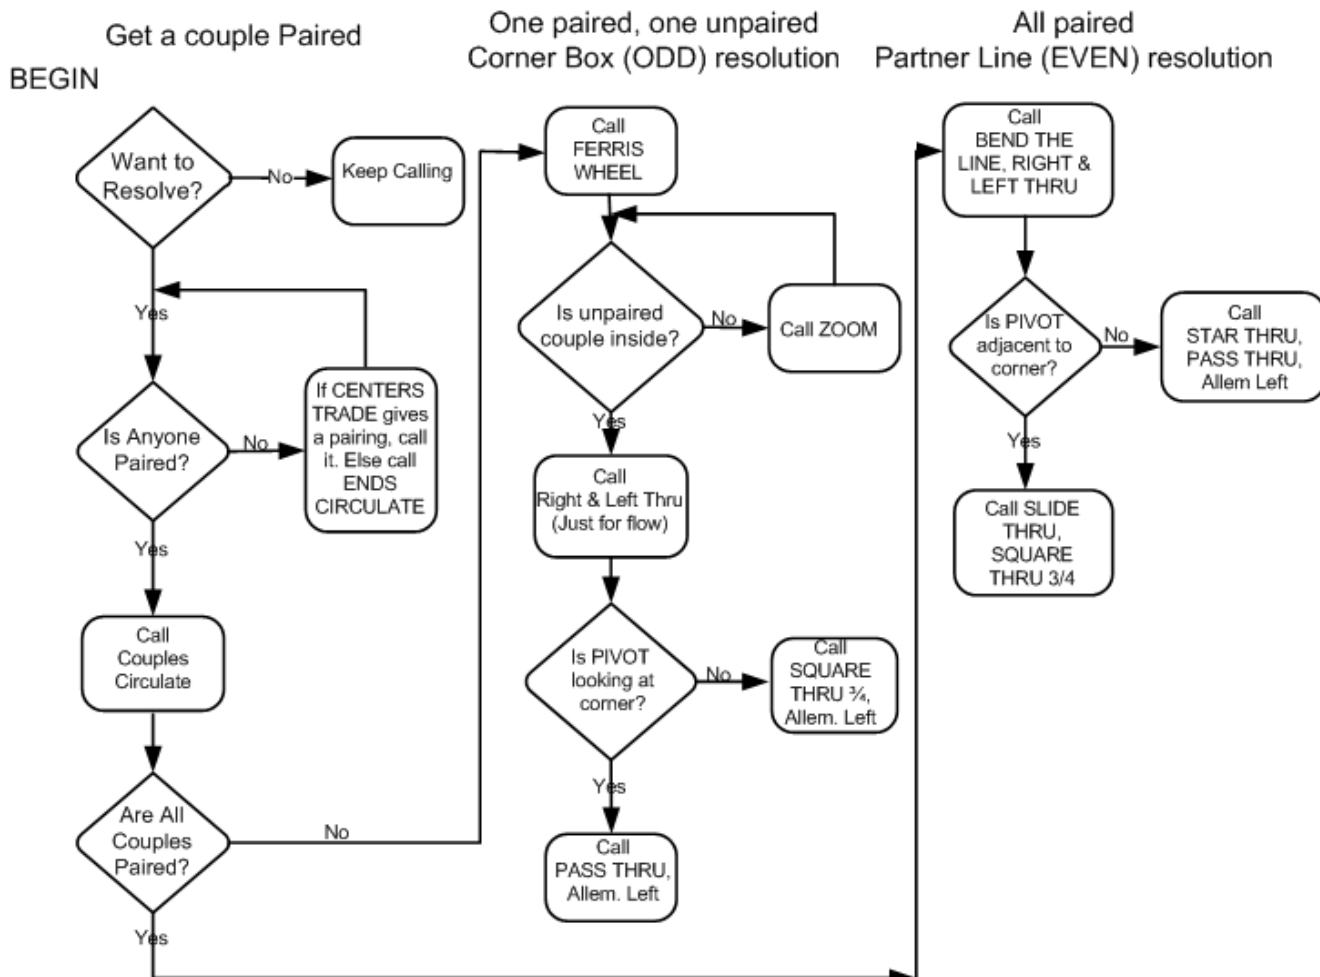 Get a couple Paired
One paired, one unpaired
Corner Box (ODD) resolution
All paired
Partner Line (EVEN) resolution
BEGIN
Want to
Resolve?
No
Keep Calling
Yes
Is Anyone
Paired?
No
If CENTERS
TRADE gives
a pairing, call
it. Else call
ENDS
CIRCULATE
Yes
Call
Couples
Circulate
Are All
Couples
Paired?
No
Yes
Call
FERRIS
WHEEL
Is unpaired
couple inside?
No
Call ZOOM
Yes
Call
Right & Left Thru
(Just for flow)
Is PIVOT
looking at
corner?
No
Call
SQUARE
THRU ¾,
Allem. Left
Yes
Call
PASS THRU,
Allem. Left
Call
BEND THE
LINE, RIGHT &
LEFT THRU
Is PIVOT
adjacent to
corner?
No
Call
STAR THRU,
PASS THRU,
Allem Left
Yes
Call SLIDE
THRU,
SQUARE
THRU 3/4